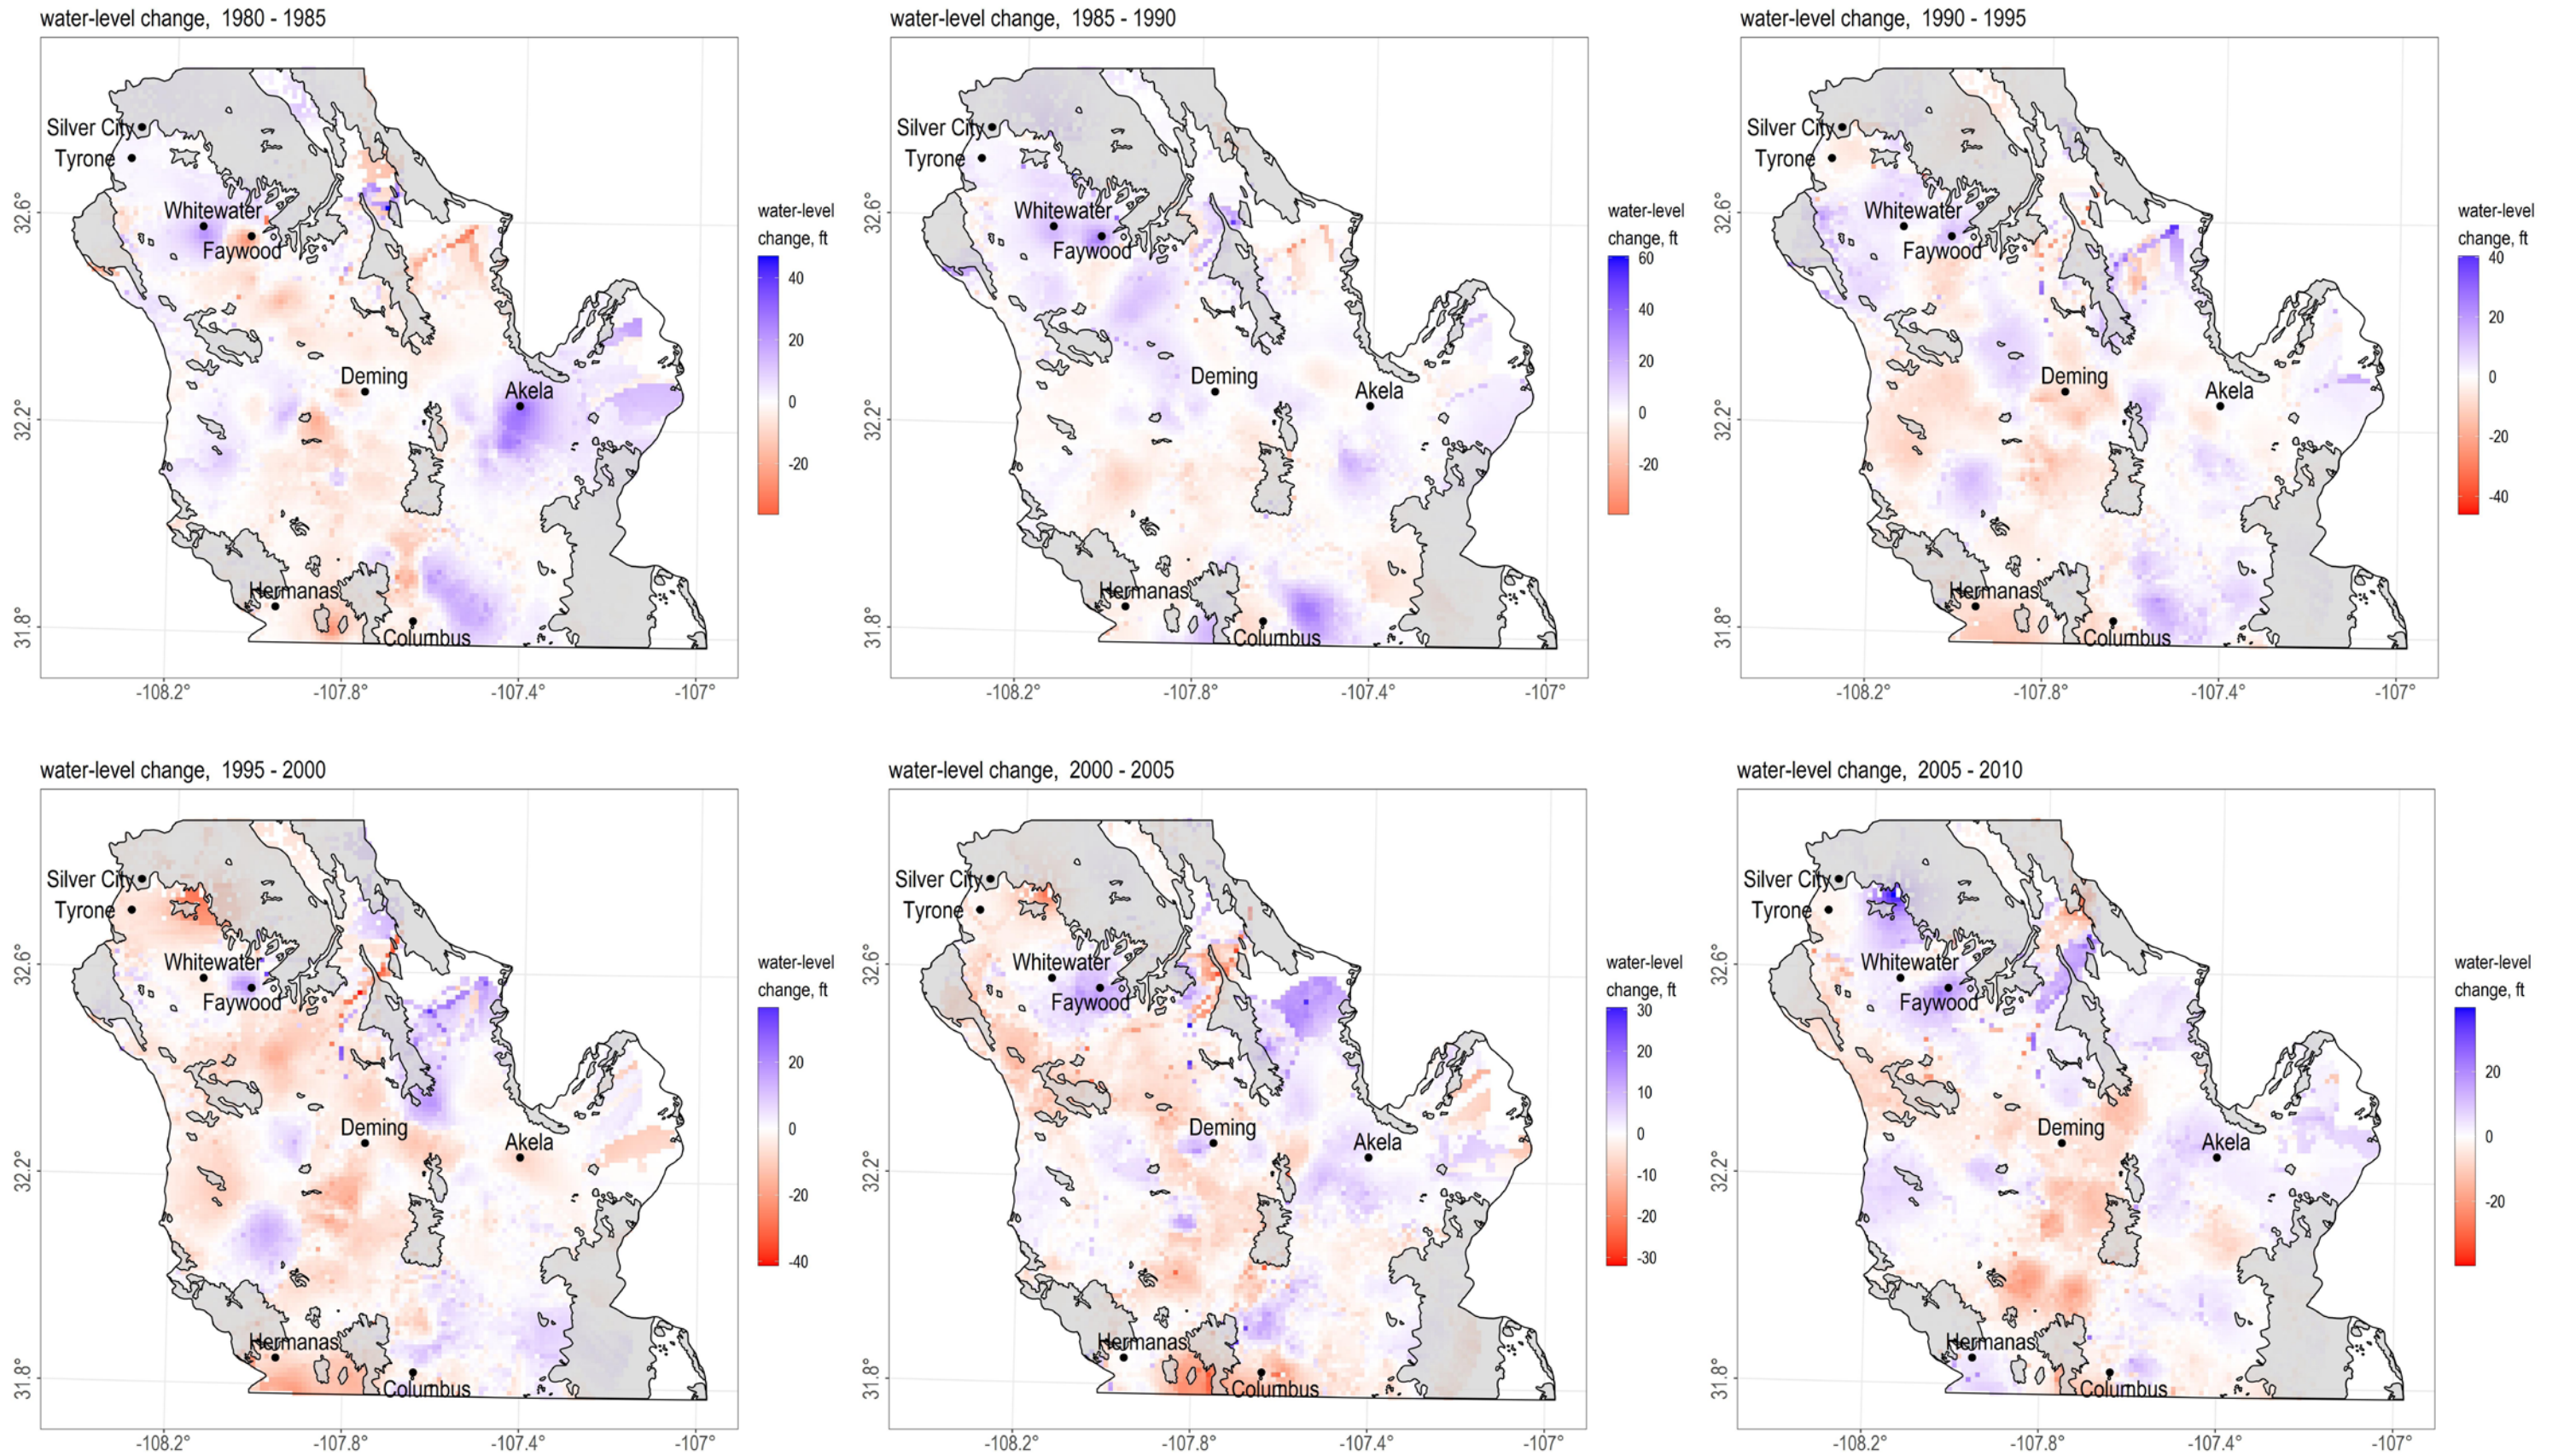 water-level change, 1980 - 1985
Silver City
Tyrone
Whitewater
Faywood
Deming
Akela
Hermanas
Columbus
32.6°
32.2°
31.8°
-108.2°
-107.8°
-107.4°
-107°
water-level
change, ft
40
20
0
-20
water-level change, 1985 - 1990
Silver City
Tyrone
Whitewater
Faywood
Deming
Akela
Hermanas
Columbus
32.6°
32.2°
31.8°
-108.2°
-107.8°
-107.4°
-107°
water-level
change, ft
60
40
20
0
-20
water-level change, 1990 - 1995
Silver City
Tyrone
Whitewater
Faywood
Deming
Akela
Hermanas
Columbus
32.6°
32.2°
31.8°
-108.2°
-107.8°
-107.4°
-107°
water-level
change, ft
40
20
0
-20
-40
water-level change, 1995 - 2000
Silver City
Tyrone
Whitewater
Faywood
Deming
Akela
Hermanas
Columbus
32.6°
32.2°
31.8°
-108.2°
-107.8°
-107.4°
-107°
water-level
change, ft
20
0
-20
-40
water-level change, 2000 - 2005
Silver City
Tyrone
Whitewater
Faywood
Deming
Akela
Hermanas
Columbus
32.6°
32.2°
31.8°
-108.2°
-107.8°
-107.4°
-107°
water-level
change, ft
30
20
10
0
-10
-20
-30
water-level change, 2005 - 2010
Silver City
Tyrone
Whitewater
Faywood
Deming
Akela
Hermanas
Columbus
32.6°
32.2°
31.8°
-108.2°
-107.8°
-107.4°
-107°
water-level
change, ft
20
0
-20